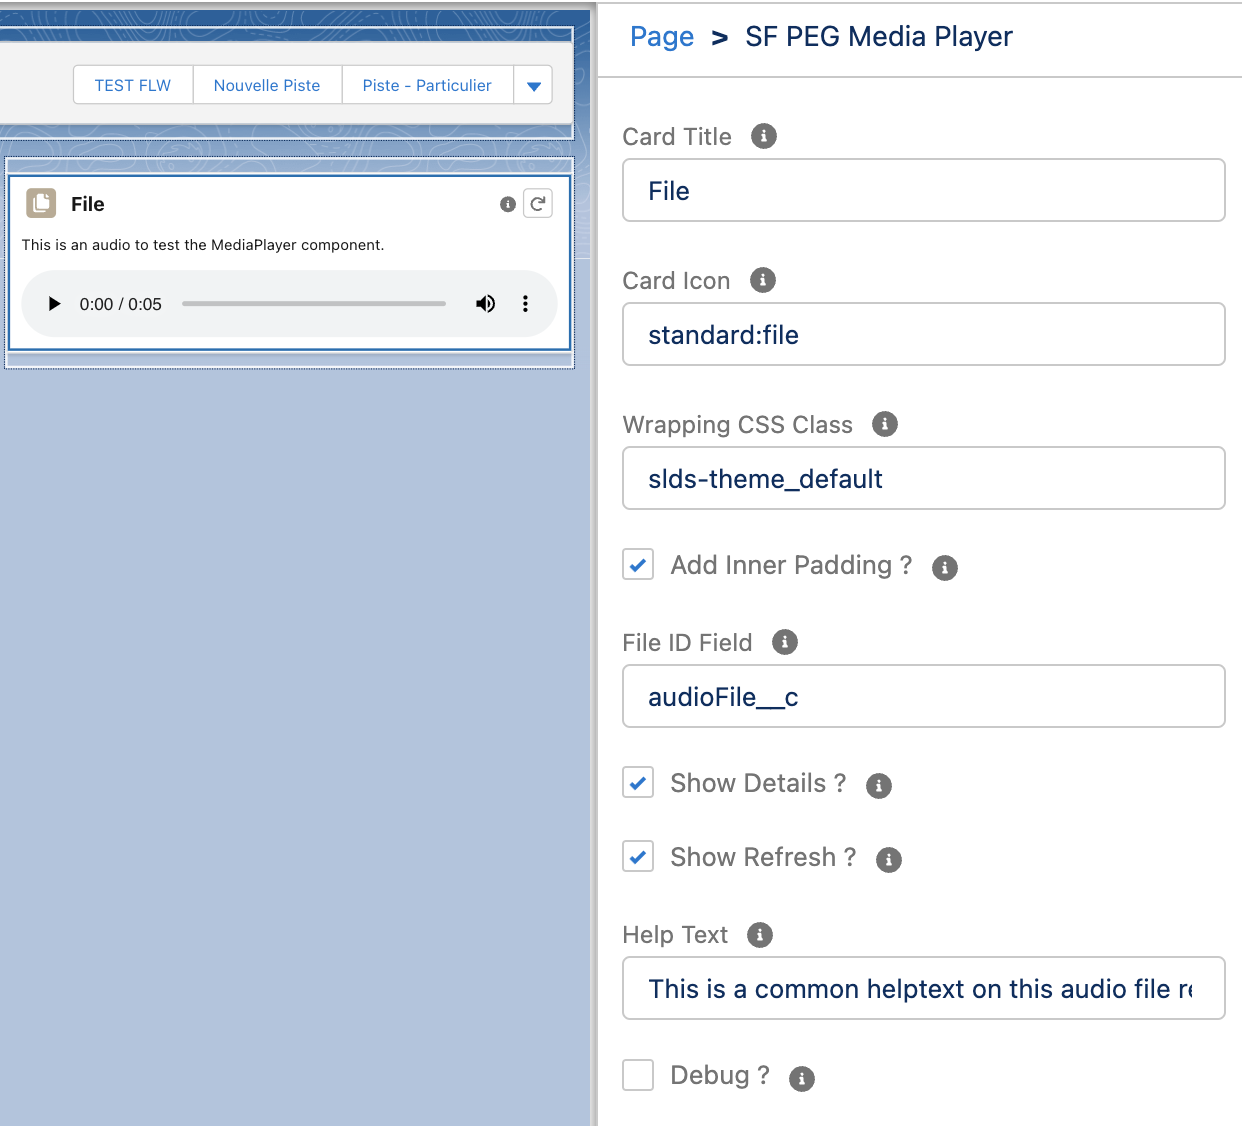 TEST FLW
Nouvelle Piste
Piste - Particulier
File
This is an audio to test the MediaPlayer component.
0:00 / 0:05
Page > SF PEG Media Player
Card Title
File
Card Icon
standard:file
Wrapping CSS Class
slds-theme_default
Add Inner Padding ?
File ID Field
audioFile__c
Show Details ?
Show Refresh ?
Help Text
This is a common helptext on this audio file
Debug ?